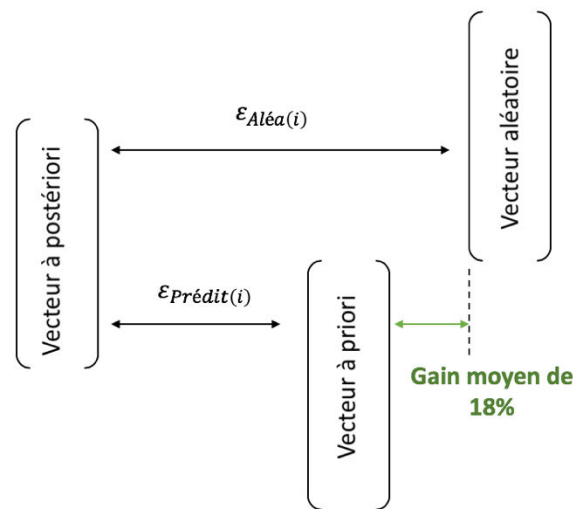 Vecteur à postériori
ε_Aléa(i)
Vecteur aléatoire
ε_Prédit(i)
Vecteur à priori
Gain moyen de
18%